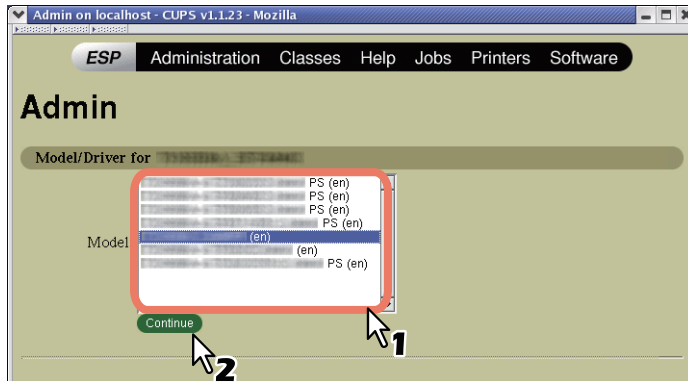 Admin on localhost - CUPS v1.1.23 - Mozilla
ESP Administration Classes Help Jobs Printers Software
Admin
Model/Driver for
PS (en)
PS (en)
PS (en)
PS (en)
Model
(en)
(en)
PS (en)
Continue
1
2